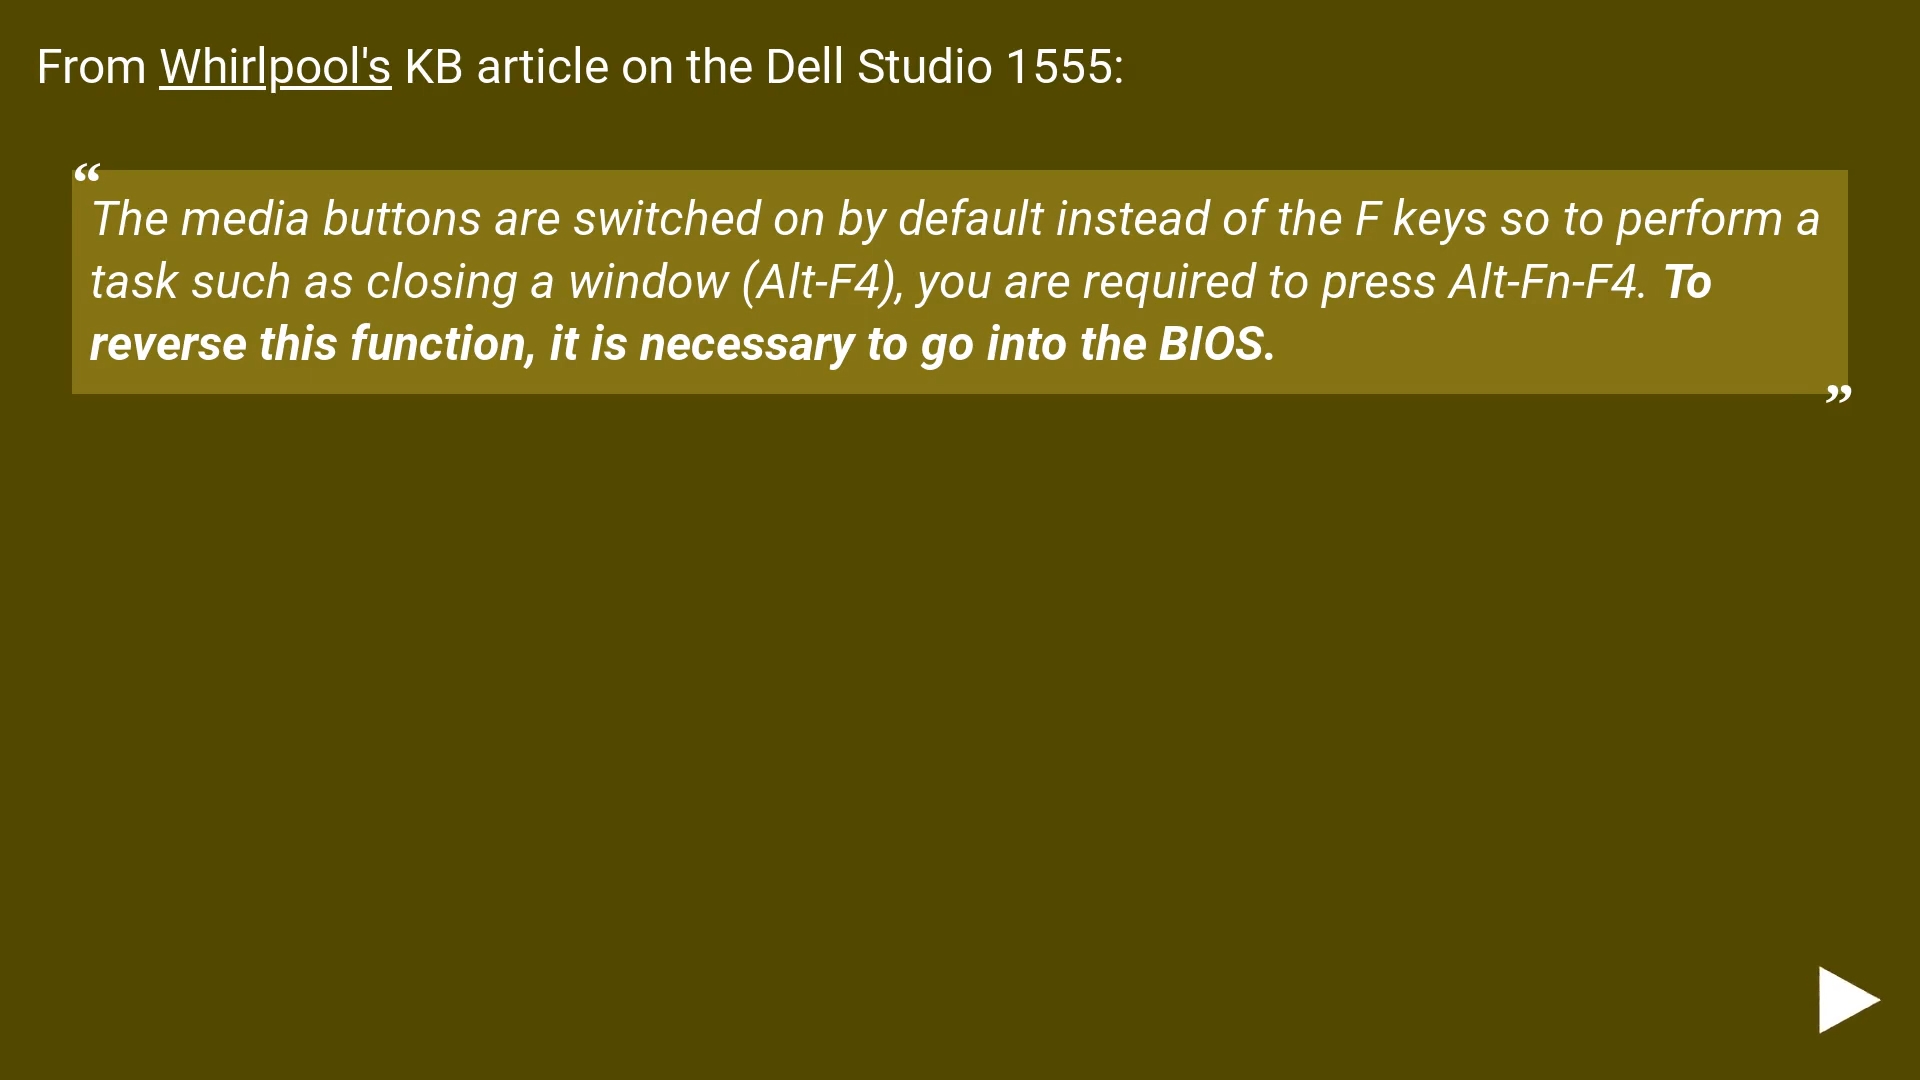 From Whirlpool's KB article on the Dell Studio 1555:
“
The media buttons are switched on by default instead of the F keys so to perform a
task such as closing a window (Alt-F4), you are required to press Alt-Fn-F4. To
reverse this function, it is necessary to go into the BIOS.
”